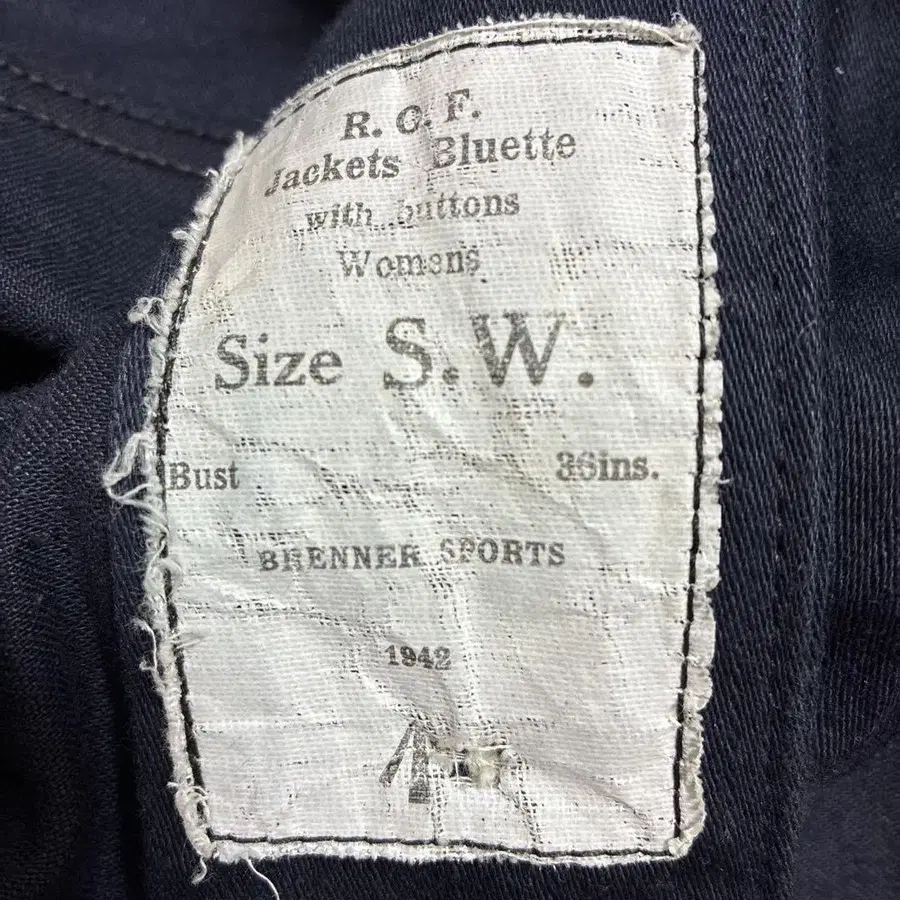 R. O. F.
Jackets Bluette
with buttons
Womens
Size S.W.
Bust 36ins.
BRENNER SPORTS
1942